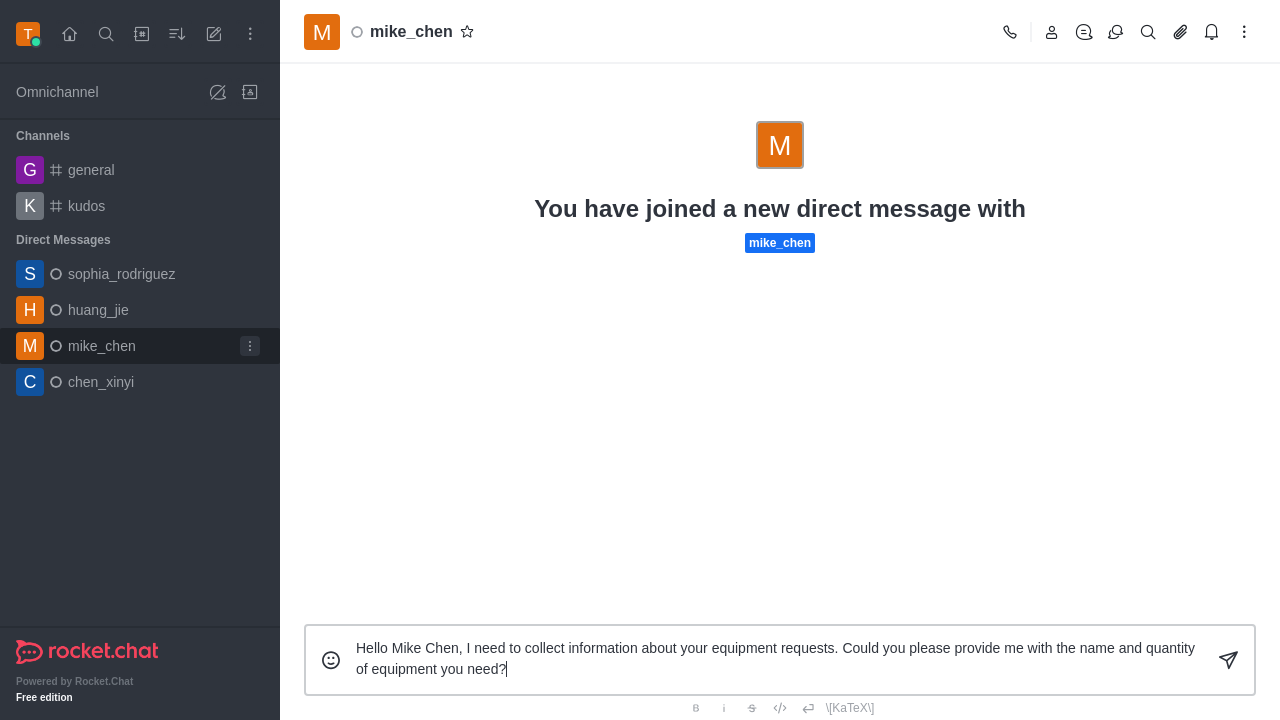 T
M
mike_chen
Omnichannel
Channels
G
general
K
kudos
Direct Messages
S
sophia_rodriguez
H
huang_jie
M
mike_chen
C
chen_xinyi
rocket.chat
Powered by Rocket.Chat
Free edition
M
You have joined a new direct message with
mike_chen
Hello Mike Chen, I need to collect information about your equipment requests. Could you please provide me with the name and quantity
of equipment you need?
B i S \[KaTeX\]